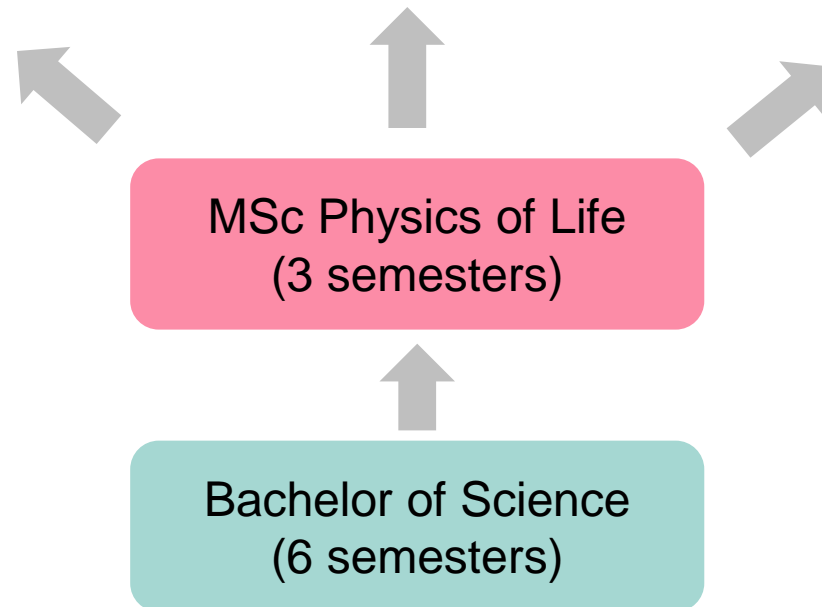 MSc Physics of Life
(3 semesters)
Bachelor of Science
(6 semesters)